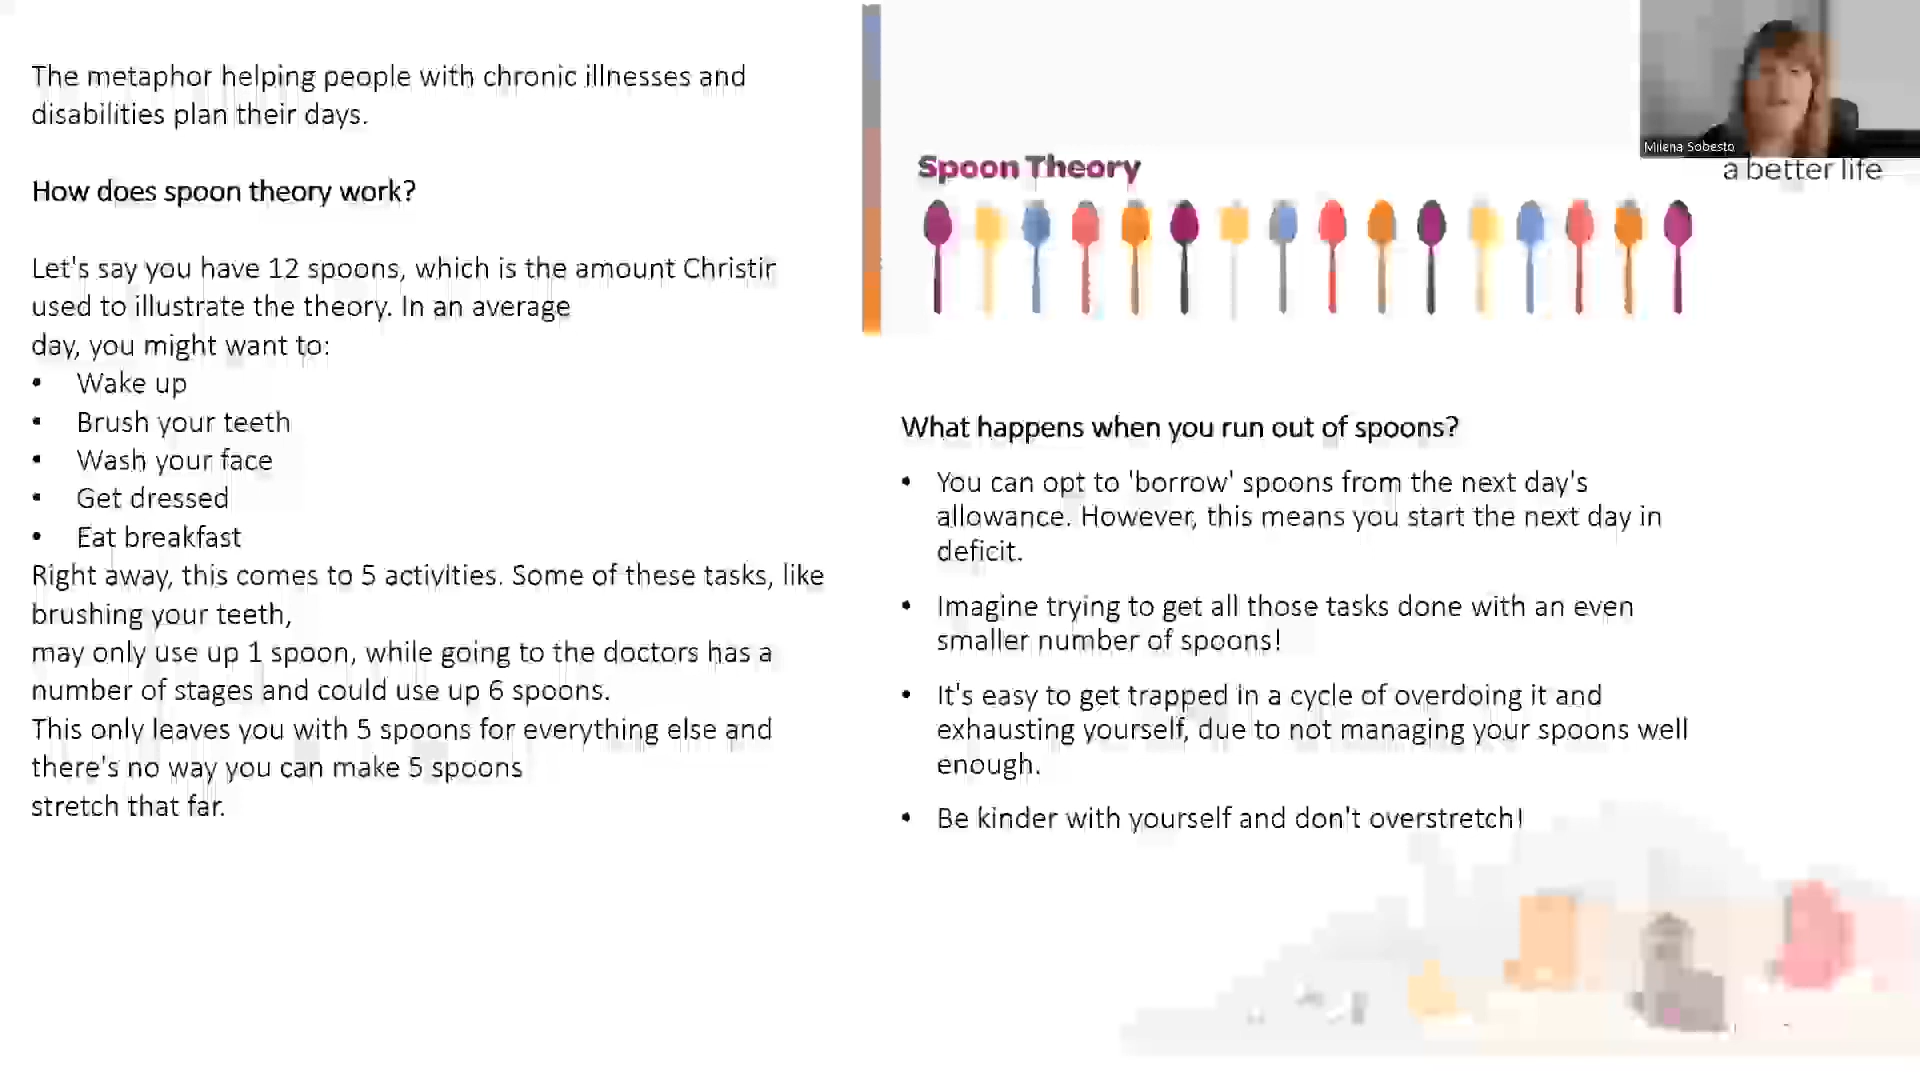 The metaphor helping people with chronic illnesses and
disabilities plan their days.
How does spoon theory work?
Let's say you have 12 spoons, which is the amount Christin
used to illustrate the theory. In an average
day, you might want to:
• Wake up
• Brush your teeth
• Wash your face
• Get dressed
• Eat breakfast
Right away, this comes to 5 activities. Some of these tasks, like
brushing your teeth,
may only use up 1 spoon, while going to the doctors has a
number of stages and could use up 6 spoons.
This only leaves you with 5 spoons for everything else and
there's no way you can make 5 spoons
stretch that far.
Milena Sobesto
a better life
Spoon Theory
What happens when you run out of spoons?
• You can opt to 'borrow' spoons from the next day's
allowance. However, this means you start the next day in
deficit.
• Imagine trying to get all those tasks done with an even
smaller number of spoons!
• It's easy to get trapped in a cycle of overdoing it and
exhausting yourself, due to not managing your spoons well
enough.
• Be kinder with yourself and don't overstretch!